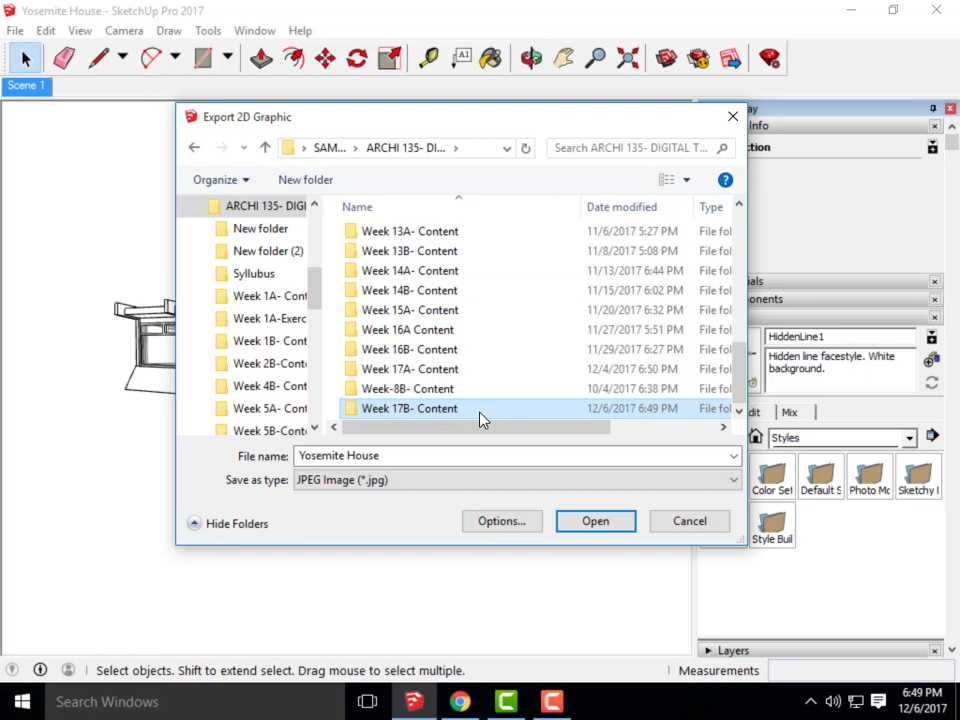 Yosemite House - SketchUp Pro 2017
File Edit View Camera Draw Tools Window Help
A1
Scene 1
Export 2D Graphic
SAM... ARCHI 135- DI...
Search ARCHI 135- DIGITAL T...
Organize New folder
ARCHI 135- DIGI
New folder
New folder (2)
Syllubus
Week 1A- Cont
Week 1A-Exerc
Week 1B- Cont
Week 2B-Conte
Week 4B- Cont
Week 5A- Cont
Week 5B-Cont
Name Date modified Type
Week 13A- Content 11/6/2017 5:27 PM File fol
Week 13B- Content 11/8/2017 5:08 PM File fol
Week 14A- Content 11/13/2017 6:44 PM File fol
Week 14B- Content 11/15/2017 6:02 PM File fol
Week 15A- Content 11/20/2017 6:32 PM File fol
Week 16A Content 11/27/2017 5:51 PM File fol
Week 16B- Content 11/29/2017 6:27 PM File fol
Week 17A- Content 12/4/2017 6:50 PM File fol
Week-8B- Content 10/4/2017 6:38 PM File fol
Week 17B- Content 12/6/2017 6:49 PM File fol
File name: Yosemite House
Save as type: JPEG Image (*.jpg)
Hide Folders Options... Open Cancel
ay
Info
ction
ials
onents
HiddenLine1
Hidden line facestyle. White
background.
dit Mix
Styles
Color Set Default S Photo Mo Sketchy I
Style Buil
Layers
Select objects. Shift to extend select. Drag mouse to select multiple.
Measurements
Search Windows
6:49 PM
12/6/2017